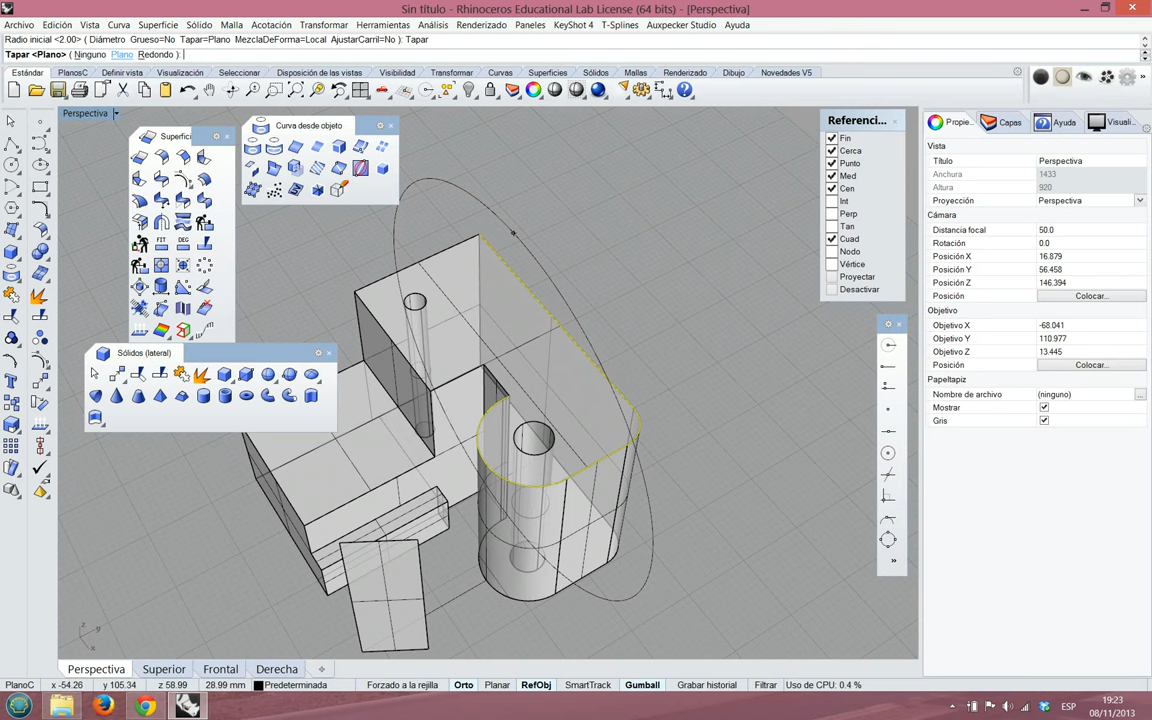 Sin título - Rhinoceros Educational Lab License (64 bits) - [Perspectiva]
Archivo Edición Vista Curva Superficie Sólido Malla Acotación Transformar Herramientas Análisis Renderizado Paneles KeyShot 4 T-Splines Auxpecker Studio Ayuda
Radio inicial <2.00> ( Diámetro Grueso=No Tapar=Plano MezclaDeForma=Local AjustarCarril=No ): Tapar
Tapar <Plano> ( Ninguno Plano Redondo ):
Estándar PlanosC Definir vista Visualización Seleccionar Disposición de las vistas Visibilidad Transformar Curvas Superficies Sólidos Mallas Renderizado Dibujo Novedades V5
Perspectiva
Superfici
Curva desde objeto
FIT DEG
Sólidos (lateral)
Referenci...
Fin
Cerca
Punto
Med
Cen
Int
Perp
Tan
Cuad
Nodo
Vértice
Proyectar
Desactivar
Propie... Capas Ayuda Visuali...
Vista
Título Perspectiva
Anchura 1433
Altura 920
Proyección Perspectiva
Cámara
Distancia focal 50.0
Rotación 0.0
Posición X 16.879
Posición Y 56.458
Posición Z 146.394
Posición Colocar...
Objetivo
Objetivo X -68.041
Objetivo Y 110.977
Objetivo Z 13.445
Posición Colocar...
Papeltapiz
Nombre de archivo (ninguno) ...
Mostrar
Gris
z y x
Perspectiva Superior Frontal Derecha
PlanoC x -54.26 y 105.34 z 58.99 28.99 mm Predeterminada Forzado a la rejilla Orto Planar RefObj SmartTrack Gumball Grabar historial Filtrar Uso de CPU: 0.4 %
ESP
19:23
08/11/2013